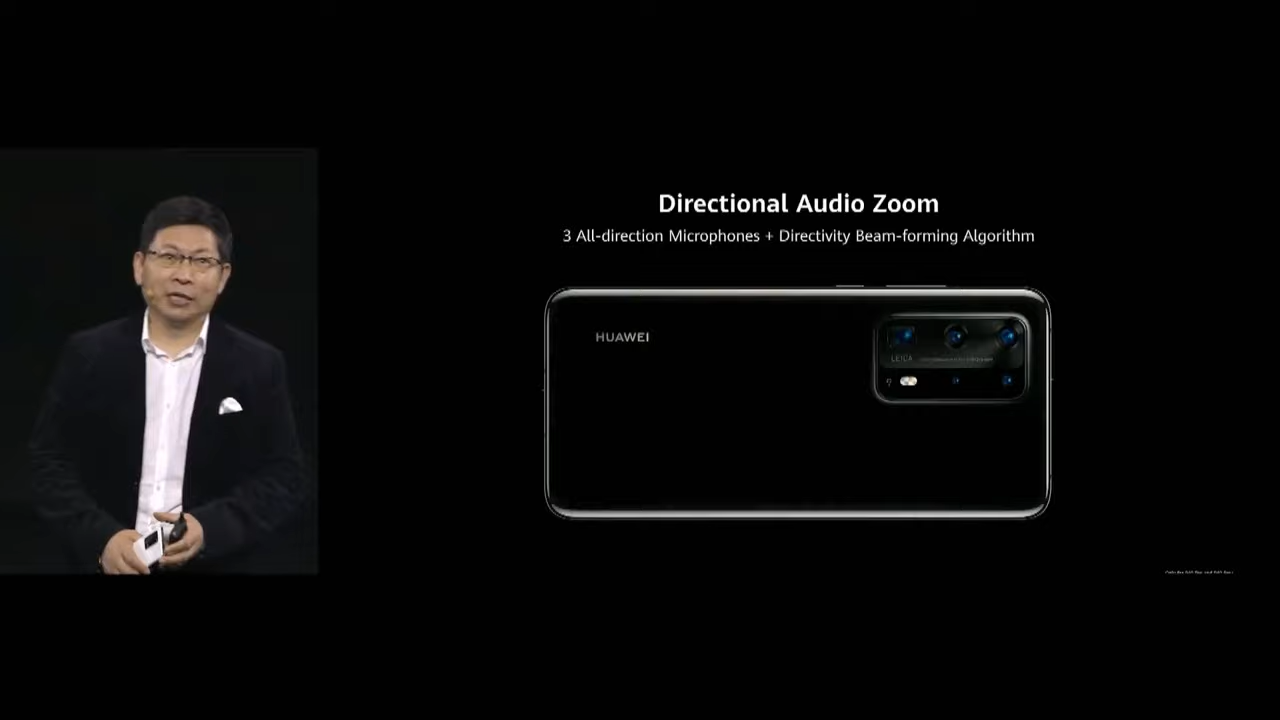 Directional Audio Zoom
3 All-direction Microphones + Directivity Beam-forming Algorithm
HUAWEI
LEICA